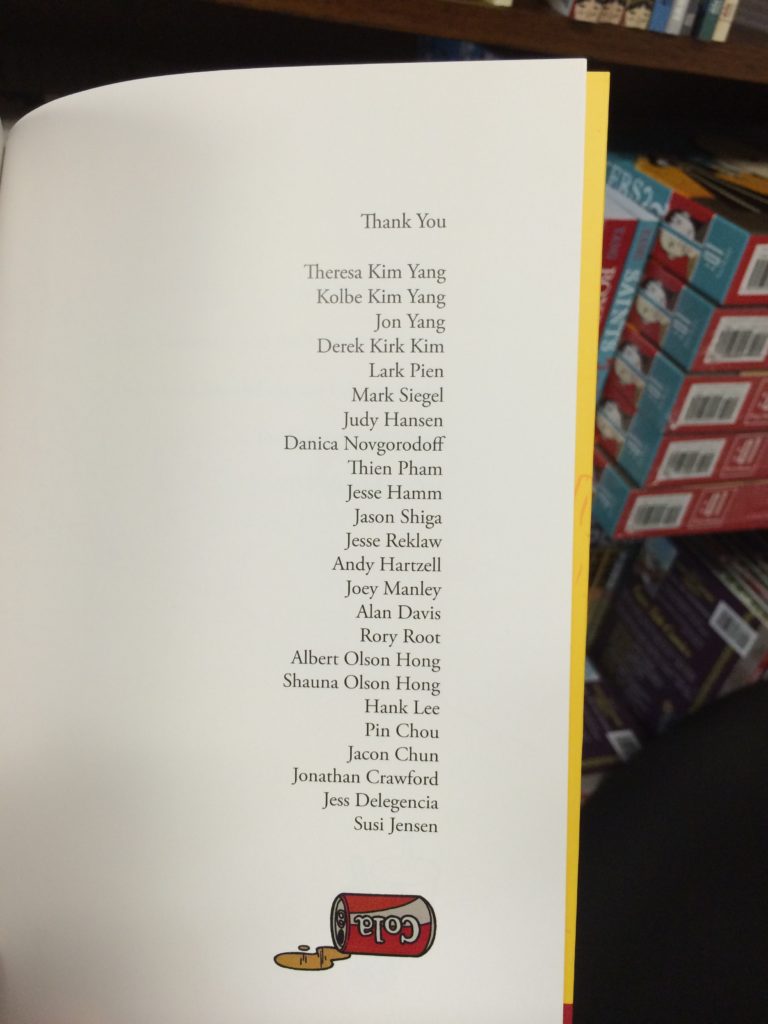 Thank You
Theresa Kim Yang
Kolbe Kim Yang
Jon Yang
Derek Kirk Kim
Lark Pien
Mark Siegel
Judy Hansen
Danica Novgorodoff
Thien Pham
Jesse Hamm
Jason Shiga
Jesse Reklaw
Andy Hartzell
Joey Manley
Alan Davis
Rory Root
Albert Olson Hong
Shauna Olson Hong
Hank Lee
Pin Chou
Jacon Chun
Jonathan Crawford
Jess Delegencia
Susi Jensen
Cola
SAINTS